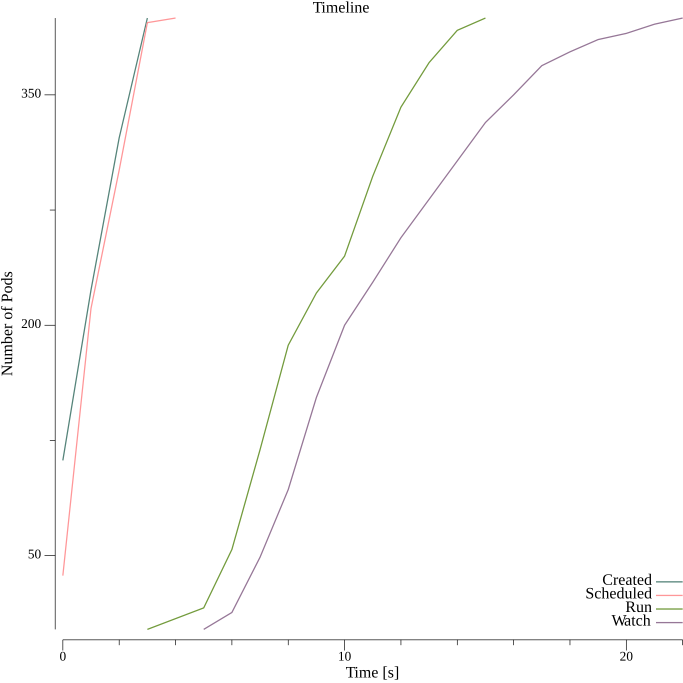 Timeline
350
200
50
Number of Pods
Created
Scheduled
Run
Watch
0
10
20
Time [s]